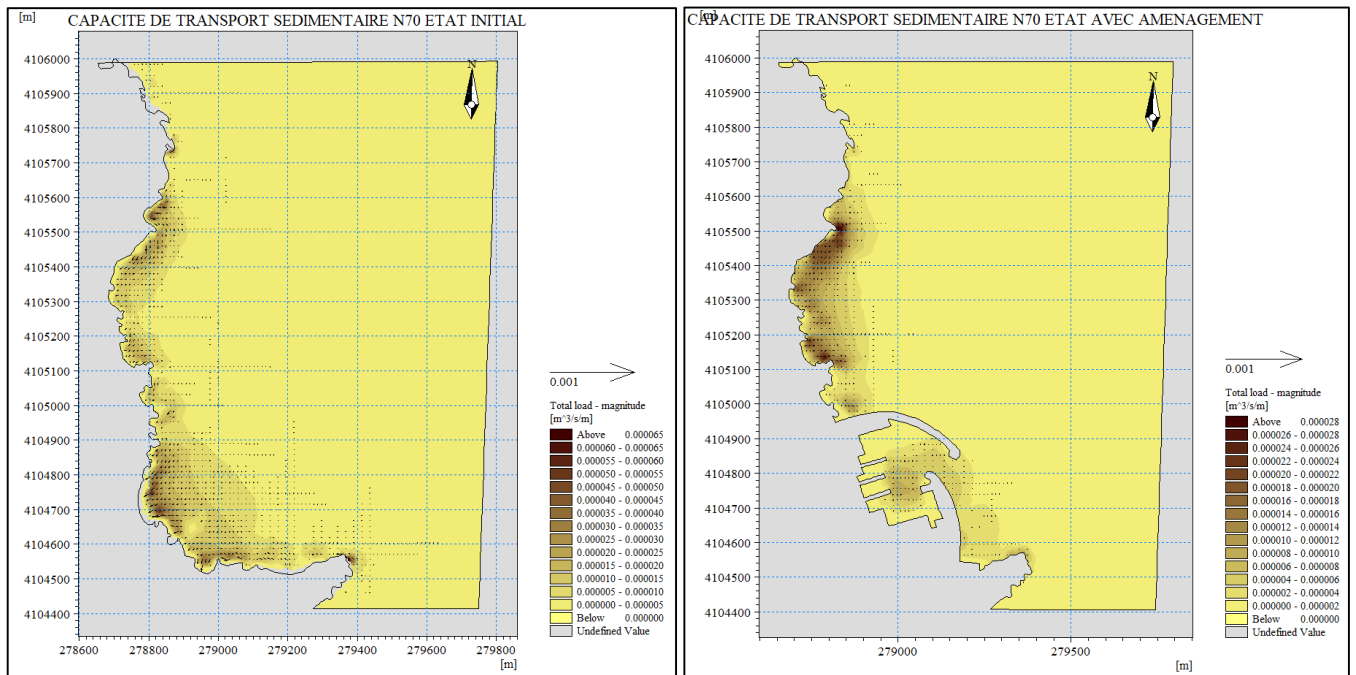 [m]
CAPACITE DE TRANSPORT SEDIMENTAIRE N70 ETAT INITIAL
4106000
4105900
4105800
4105700
4105600
4105500
4105400
4105300
4105200
4105100
4105000
4104900
4104800
4104700
4104600
4104500
4104400
N
278600
278800
279000
279200
279400
279600
279800
[m]
0.001
Total load - magnitude
[m^3/s/m]
Above 0.000065
0.000060 - 0.000065
0.000055 - 0.000060
0.000050 - 0.000055
0.000045 - 0.000050
0.000040 - 0.000045
0.000035 - 0.000040
0.000030 - 0.000035
0.000025 - 0.000030
0.000020 - 0.000025
0.000015 - 0.000020
0.000010 - 0.000015
0.000005 - 0.000010
0.000000 - 0.000005
Below 0.000000
Undefined Value
[m]
CAPACITE DE TRANSPORT SEDIMENTAIRE N70 ETAT AVEC AMENAGEMENT
4106000
4105900
4105800
4105700
4105600
4105500
4105400
4105300
4105200
4105100
4105000
4104900
4104800
4104700
4104600
4104500
4104400
N
279000
279500
[m]
0.001
Total load - magnitude
[m^3/s/m]
Above 0.000028
0.000026 - 0.000028
0.000024 - 0.000026
0.000022 - 0.000024
0.000020 - 0.000022
0.000018 - 0.000020
0.000016 - 0.000018
0.000014 - 0.000016
0.000012 - 0.000014
0.000010 - 0.000012
0.000008 - 0.000010
0.000006 - 0.000008
0.000004 - 0.000006
0.000002 - 0.000004
0.000000 - 0.000002
Below 0.000000
Undefined Value